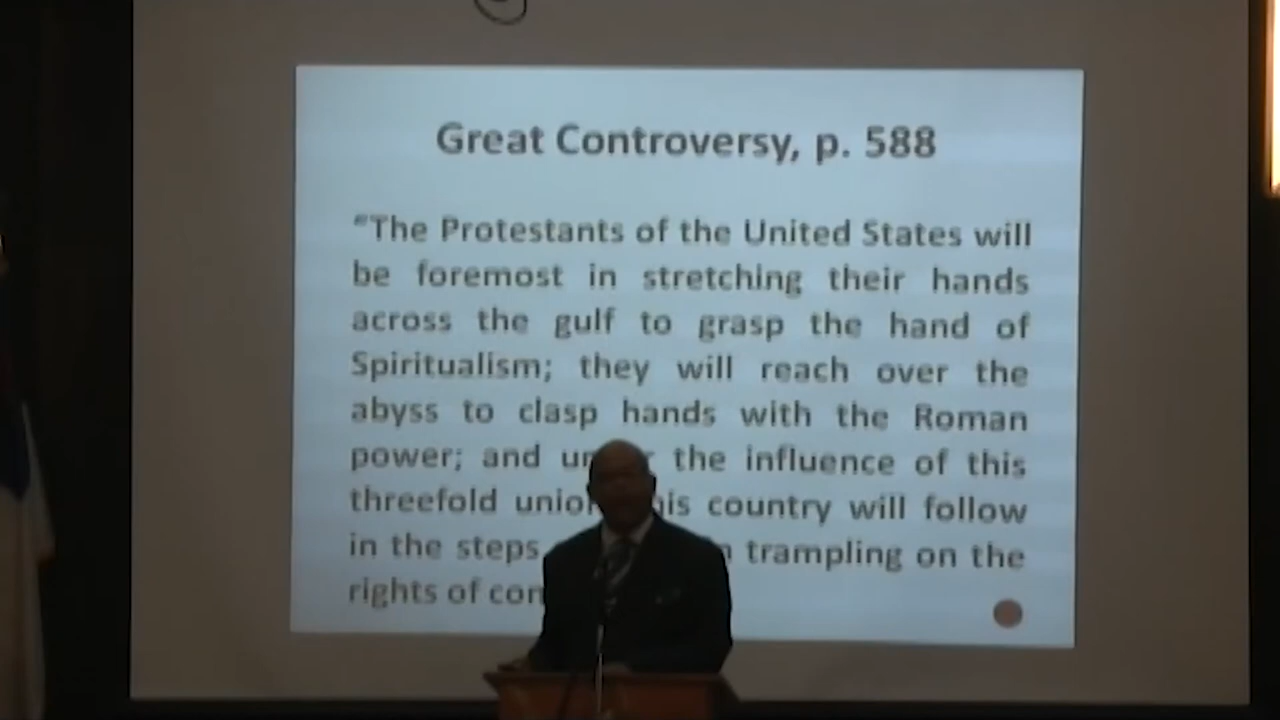 Great Controversy, p. 588
"The Protestants of the United States will
be foremost in stretching their hands
across the gulf to grasp the hand of
Spiritualism; they will reach over the
abyss to clasp hands with the Roman
power; and un the influence of this
threefold union his country will follow
in the steps trampling on the
rights of con